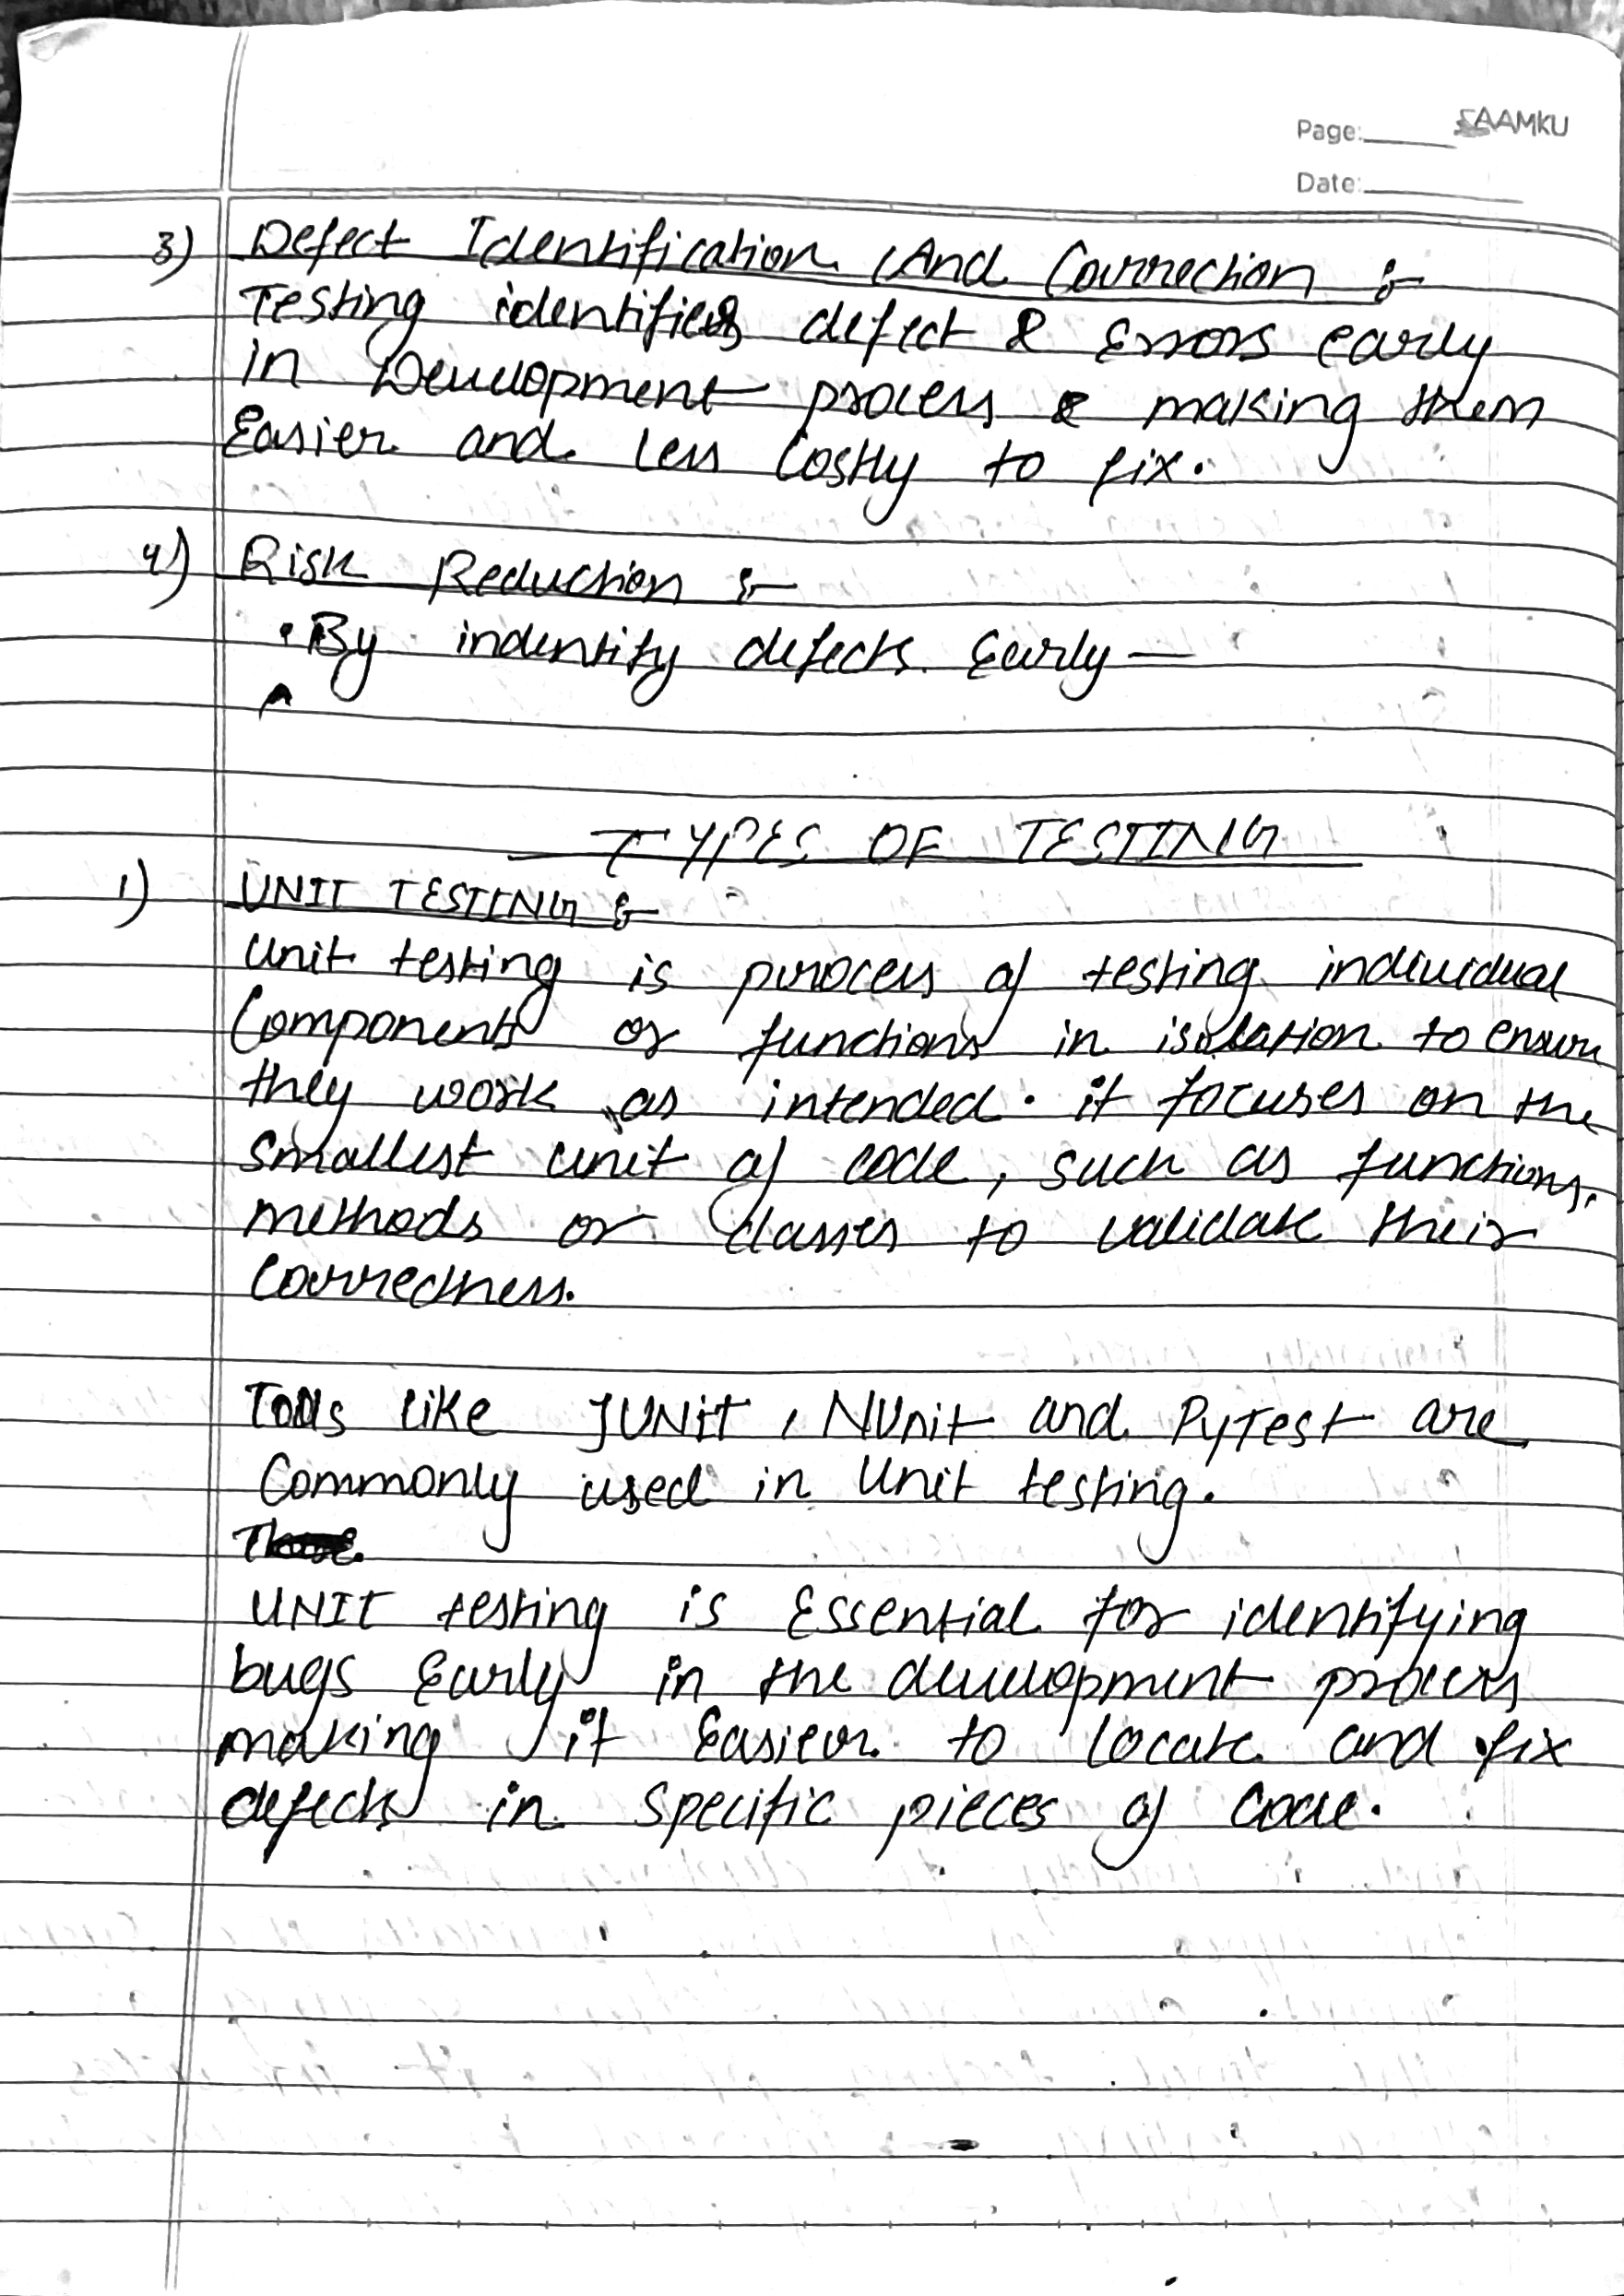 Page: SAAMKU
Date:
3) Defect Identification And Correction :-
Testing identifies defect & Errors early
in Development process & making them
Easier and less Costly to fix.
4) Risk Reduction :-
• By indentify defects Early —
TYPES OF TESTING
1) UNIT TESTING :-
Unit testing is process of testing individual
Components or functions in isolation to ensure
they work as intended. it focuses on the
Smallest unit of code, such as functions,
methods or classes to validate their
Correctness.
Tools like JUNit, NUnit and PyTest are
Commonly used in Unit testing.
UNIT testing is Essential for identifying
bugs Early in the development process
making it Easier to locate and fix
defects in Specific pieces of Code.